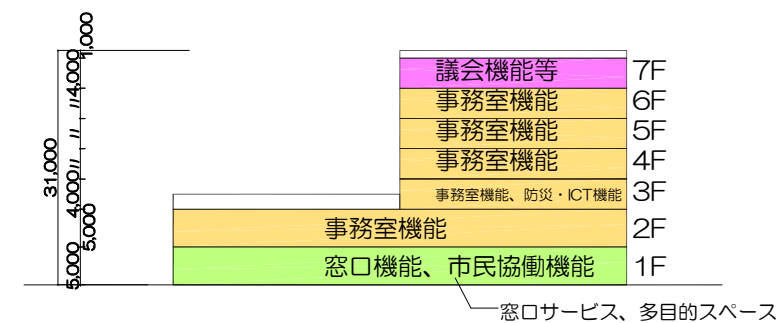 1,000
議会機能等 7F
4,000
事務室機能 6F
〃
事務室機能 5F
〃
事務室機能 4F
〃
31,000
事務室機能、防災・ICT機能 3F
4,000
事務室機能 2F
5,000
窓口機能、市民協働機能 1F
5,000
窓口サービス、多目的スペース